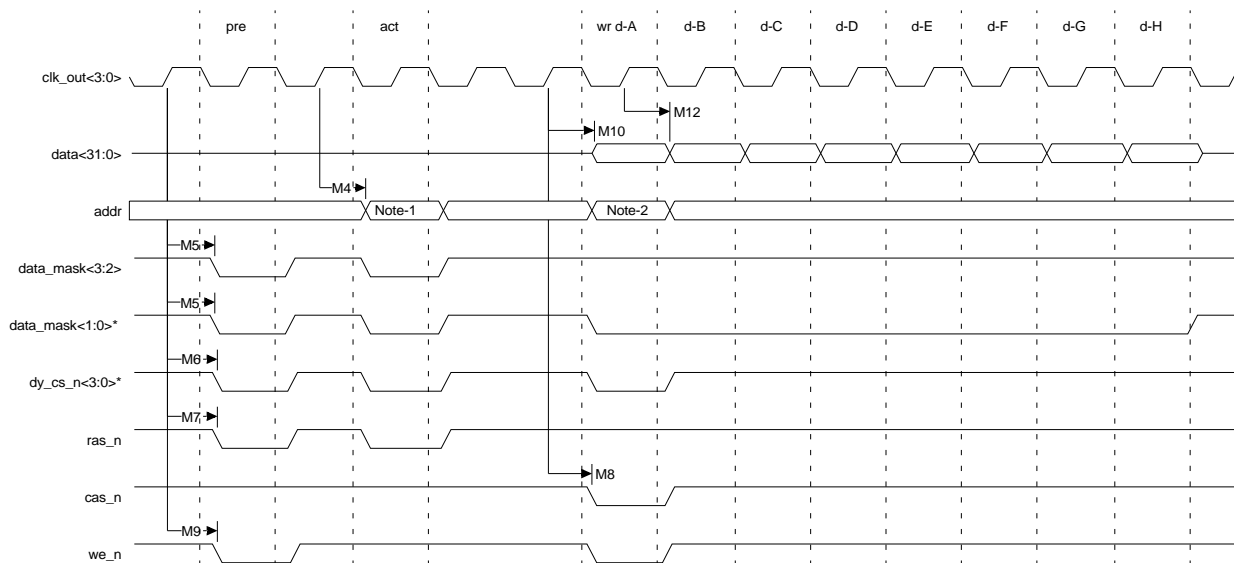 pre act wr d-A d-B d-C d-D d-E d-F d-G d-H
clk_out<3:0>
M12
M10
data<31:0>
M4
addr Note-1 Note-2
M5
data_mask<3:2>
M5
data_mask<1:0>*
M6
dy_cs_n<3:0>*
M7
ras_n
M8
cas_n
M9
we_n